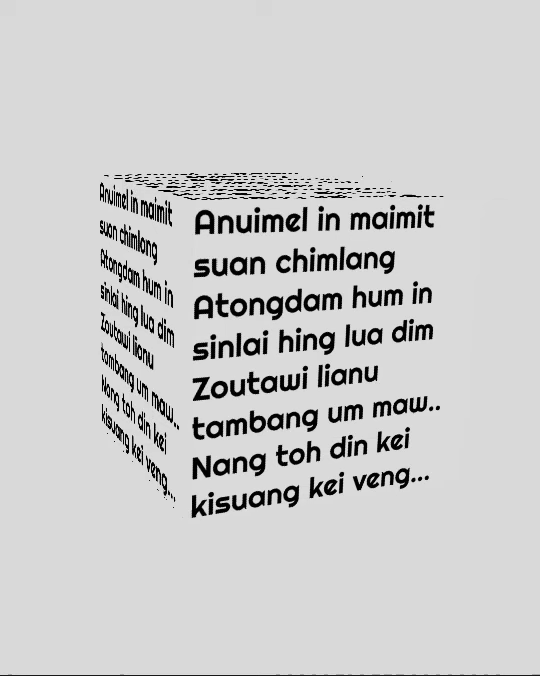 Anuimel in maimit
suan chimlang
Atongdam hum in
sinlai hing lua dim
Zoutawi lianu
tambang um maw..
Nang toh din kei
kisuang kei veng...
Anuimel in maimit
suan chimlang
Atongdam hum in
sinlai hing lua dim
Zoutawi lianu
tambang um maw..
Nang toh din kei
kisuang kei veng...